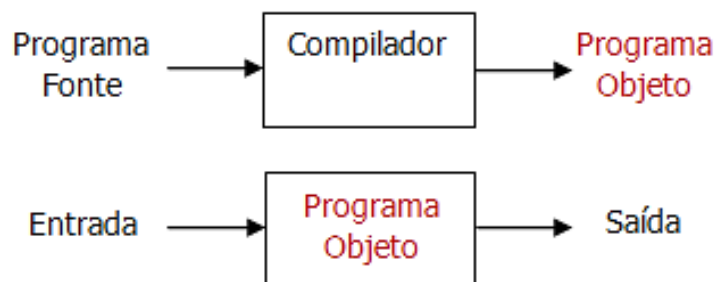 Programa
Fonte
Compilador
Programa
Objeto
Entrada
Programa
Objeto
Saída